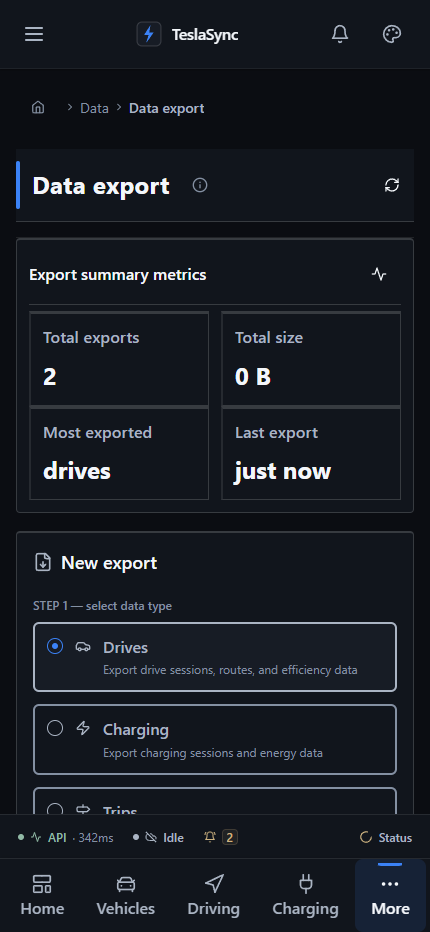 TeslaSync
Data
Data export
Data export
Export summary metrics
Total exports
2
Total size
0 B
Most exported
drives
Last export
just now
New export
STEP 1 — select data type
Drives
Export drive sessions, routes, and efficiency data
Charging
Export charging sessions and energy data
Trips
API · 342ms
Idle
2
Status
Home
Vehicles
Driving
Charging
More